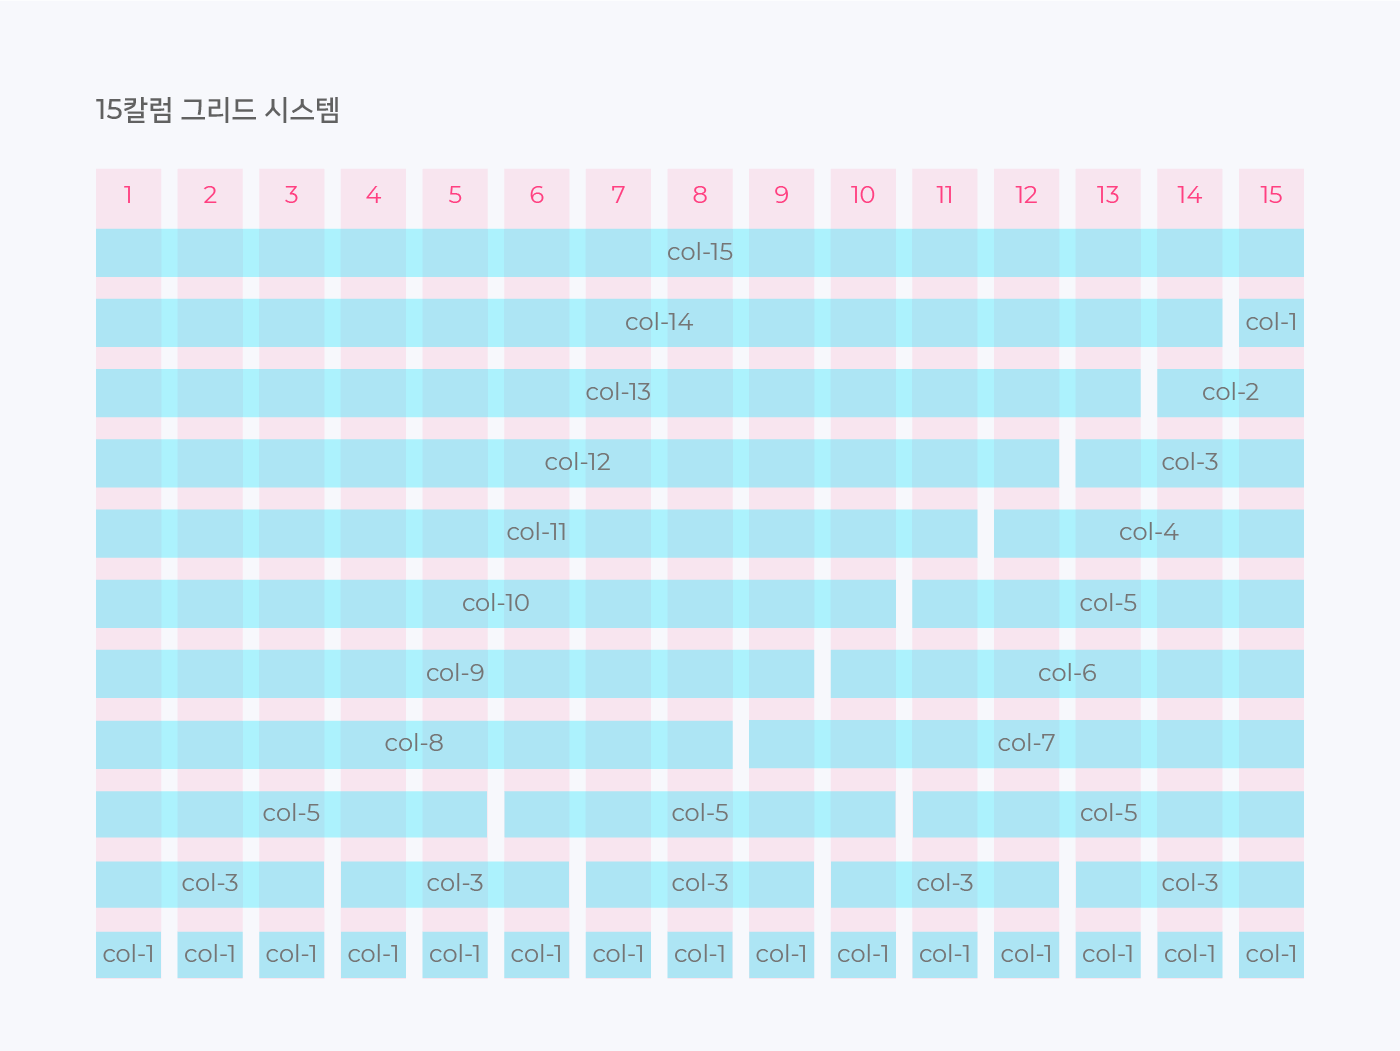 15칼럼 그리드 시스템
1 2 3 4 5 6 7 8 9 10 11 12 13 14 15
col-15
col-14 col-1
col-13 col-2
col-12 col-3
col-11 col-4
col-10 col-5
col-9 col-6
col-8 col-7
col-5 col-5 col-5
col-3 col-3 col-3 col-3 col-3
col-1 col-1 col-1 col-1 col-1 col-1 col-1 col-1 col-1 col-1 col-1 col-1 col-1 col-1 col-1